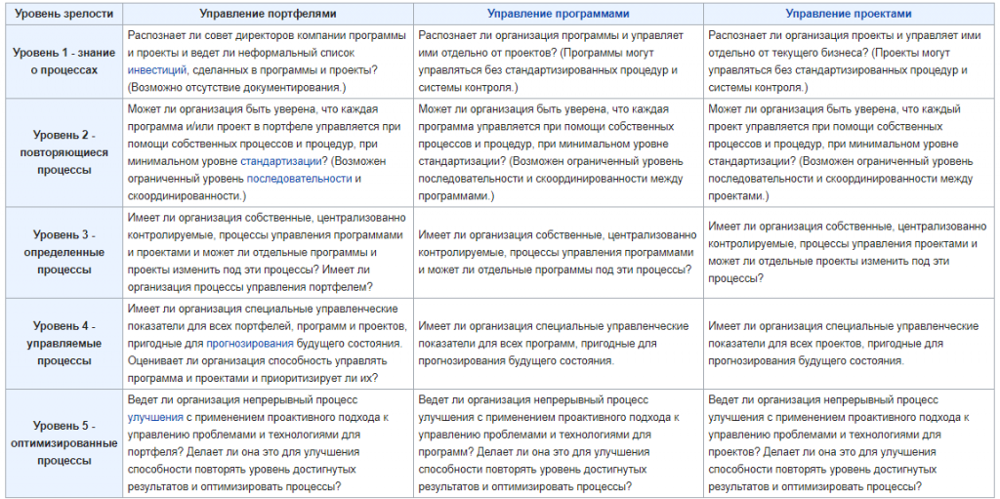 Уровень зрелости
Управление портфелями
Управление программами
Управление проектами
Уровень 1 - знание
о процессах
Распознает ли совет директоров компании программы
и проекты и ведет ли неформальный список
инвестиций, сделанных в программы и проекты?
(Возможно отсутствие документирования.)
Распознает ли организация программы и управляет
ими отдельно от проектов? (Программы могут
управляться без стандартизированных процедур и
системы контроля.)
Распознает ли организация проекты и управляет ими
отдельно от текущего бизнеса? (Проекты могут
управляться без стандартизированных процедур и
системы контроля.)
Уровень 2 -
повторяющиеся
процессы
Может ли организация быть уверена, что каждая
программа и/или проект в портфеле управляется при
помощи собственных процессов и процедур, при
минимальном уровне стандартизации? (Возможен
ограниченный уровень последовательности и
скоординированности.)
Может ли организация быть уверена, что каждая
программа управляется при помощи собственных
процессов и процедур, при минимальном уровне
стандартизации? (Возможен ограниченный уровень
последовательности и скоординированности между
программами.)
Может ли организация быть уверена, что каждый
проект управляется при помощи собственных
процессов и процедур, при минимальном уровне
стандартизации? (Возможен ограниченный уровень
последовательности и скоординированности между
проектами.)
Уровень 3 -
определенные
процессы
Имеет ли организация собственные, централизованно
контролируемые, процессы управления программами
и проектами и может ли отдельные программы и
проекты изменить под эти процессы? Имеет ли
организация процессы управления портфелем?
Имеет ли организация собственные, централизованно
контролируемые, процессы управления программами
и может ли отдельные программы под эти процессы?
Имеет ли организация собственные, централизованно
контролируемые, процессы управления проектами и
может ли отдельные проекты изменить под эти
процессы?
Уровень 4 -
управляемые
процессы
Имеет ли организация специальные управленческие
показатели для всех портфелей, программ и проектов,
пригодные для прогнозирования будущего состояния.
Оценивает ли организация способность управлять
программа и проектами и приоритизирует ли их?
Имеет ли организация специальные управленческие
показатели для всех программ, пригодные для
прогнозирования будущего состояния.
Имеет ли организация специальные управленческие
показатели для всех проектов, пригодные для
прогнозирования будущего состояния.
Уровень 5 -
оптимизированные
процессы
Ведет ли организация непрерывный процесс
улучшения с применением проактивного подхода к
управлению проблемами и технологиями для
портфеля? Делает ли она это для улучшения
способности повторять уровень достигнутых
результатов и оптимизировать процессы?
Ведет ли организация непрерывный процесс
улучшения с применением проактивного подхода к
управлению проблемами и технологиями для
программ? Делает ли она это для улучшения
способности повторять уровень достигнутых
результатов и оптимизировать процессы?
Ведет ли организация непрерывный процесс
улучшения с применением проактивного подхода к
управлению проблемами и технологиями для
проектов? Делает ли она это для улучшения
способности повторять уровень достигнутых
результатов и оптимизировать процессы?